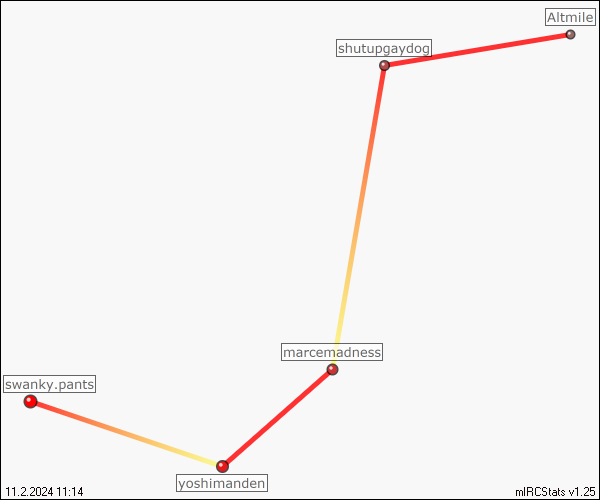 Altmile
shutupgaydog
marcemadness
swanky.pants
yoshimanden
11.2.2024 11:14
mIRCStats v1.25